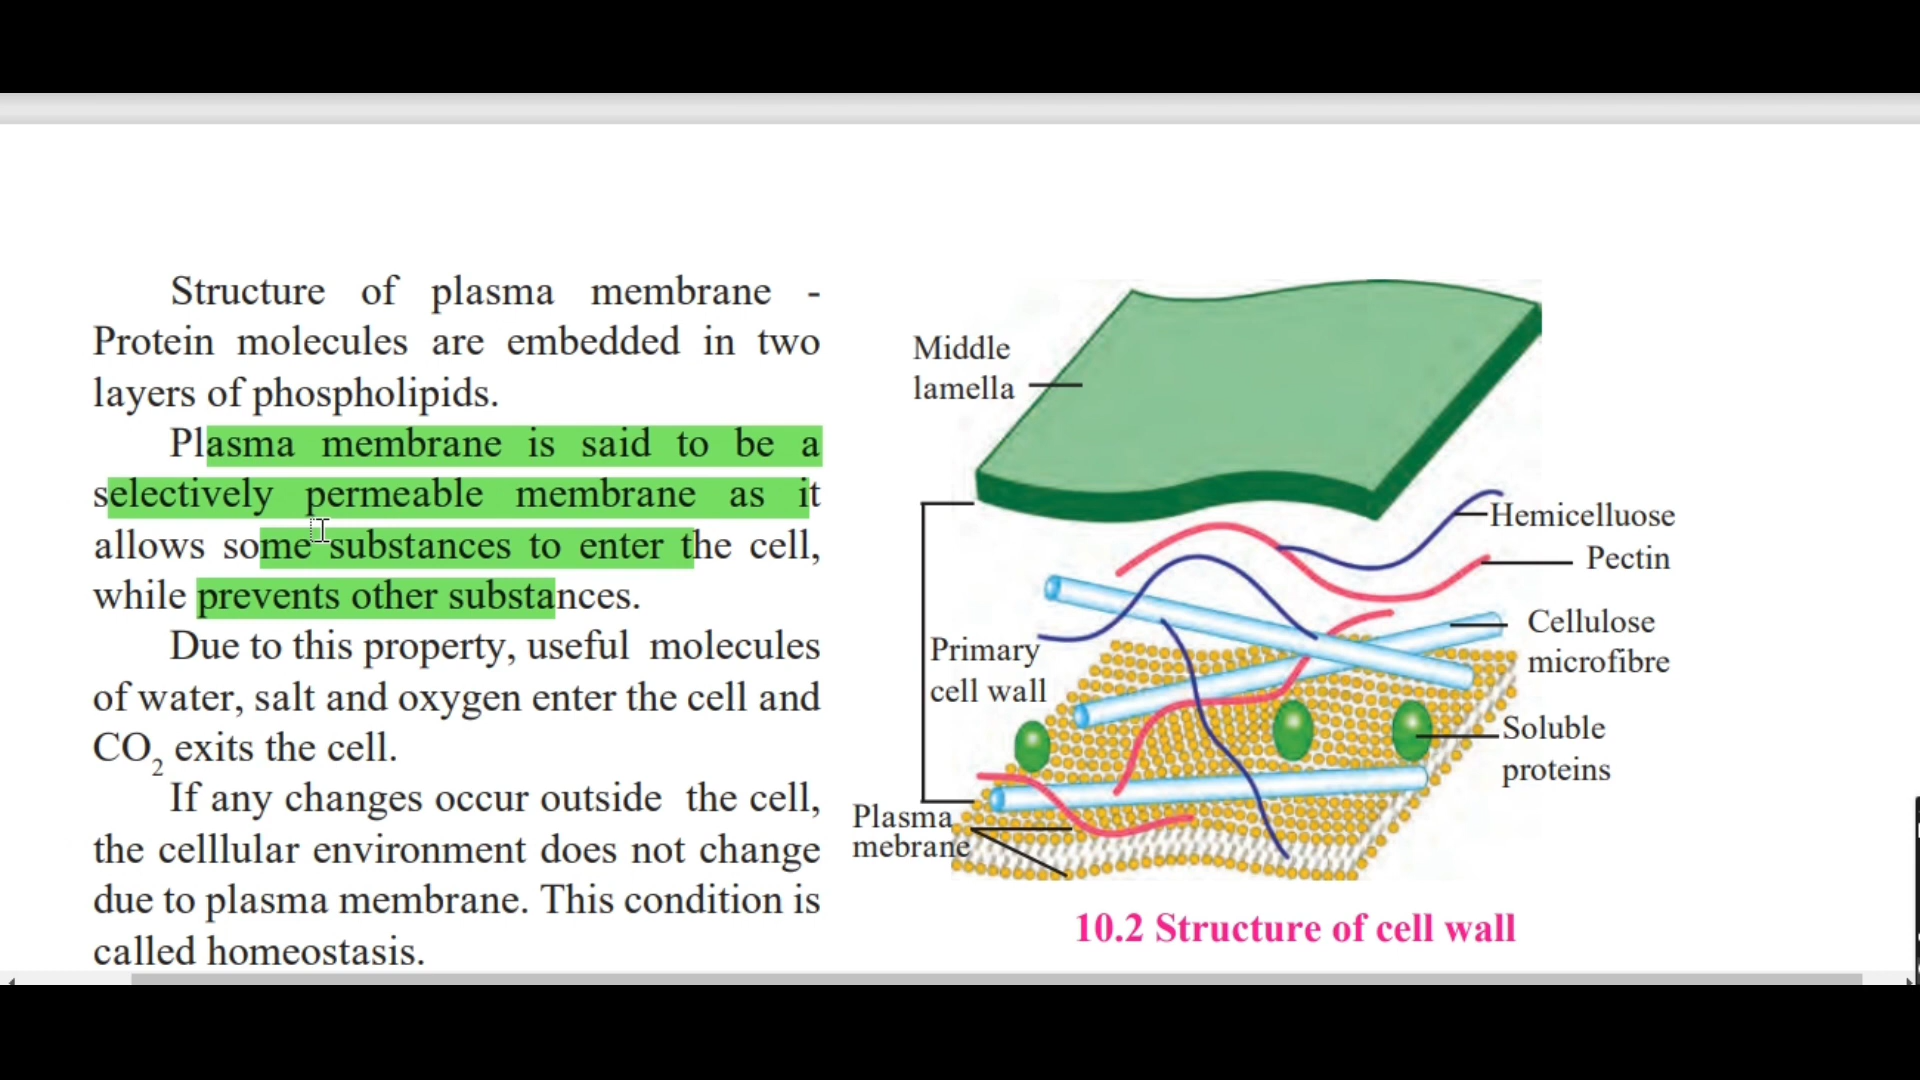 Structure of plasma membrane -
Protein molecules are embedded in two
layers of phospholipids.
Plasma membrane is said to be a
selectively permeable membrane as it
allows some substances to enter the cell,
while prevents other substances.
Due to this property, useful molecules
of water, salt and oxygen enter the cell and
CO2 exits the cell.
If any changes occur outside the cell,
the celllular environment does not change
due to plasma membrane. This condition is
called homeostasis.
Middle
lamella
Hemicelluose
Pectin
Cellulose
microfibre
Primary
cell wall
Soluble
proteins
Plasma
mebrane
10.2 Structure of cell wall